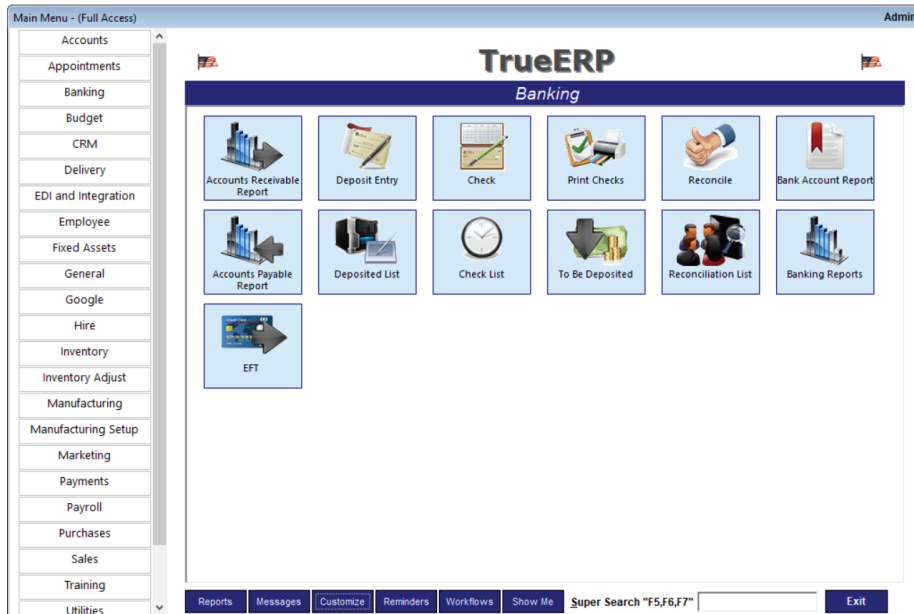 Main Menu - (Full Access)
Admin
Accounts
Appointments
Banking
Budget
CRM
Delivery
EDI and Integration
Employee
Fixed Assets
General
Google
Hire
Inventory
Inventory Adjust
Manufacturing
Manufacturing Setup
Marketing
Payments
Payroll
Purchases
Sales
Training
Utilities
TrueERP
Banking
Accounts Receivable
Report
Deposit Entry
Check
Print Checks
Reconcile
Bank Account Report
Accounts Payable
Report
Deposited List
Check List
To Be Deposited
Reconciliation List
Banking Reports
EFT
Reports
Messages
Customize
Reminders
Workflows
Show Me
Super Search "F5,F6,F7"
Exit